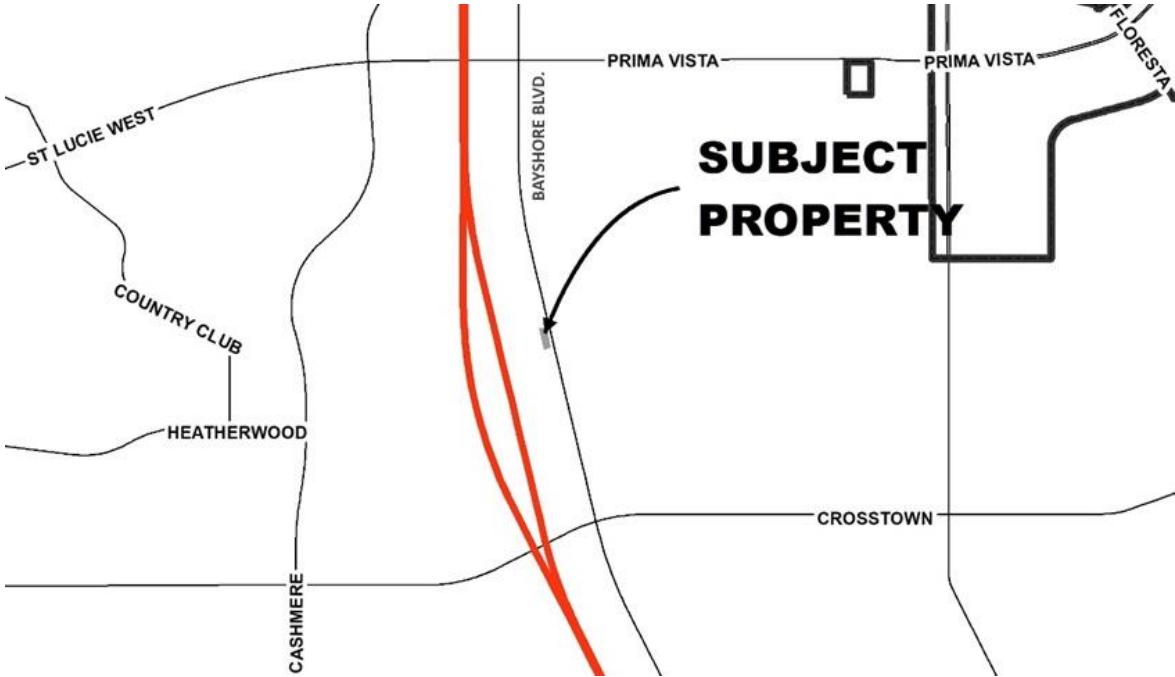 FLORESTA
PRIMA VISTA
PRIMA VISTA
ST LUCIE WEST
BAYSHORE BLVD.
SUBJECT
PROPERTY
COUNTRY CLUB
HEATHERWOOD
CROSSTOWN
CASHMERE